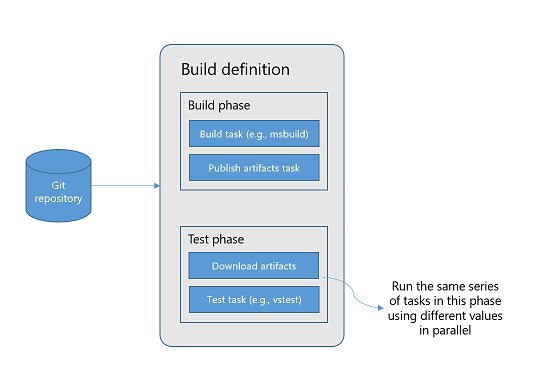 Build definition
Build phase
Build task (e.g., msbuild)
Publish artifacts task
Git
repository
Test phase
Download artifacts
Test task (e.g., vstest)
Run the same series
of tasks in this phase
using different values
in parallel